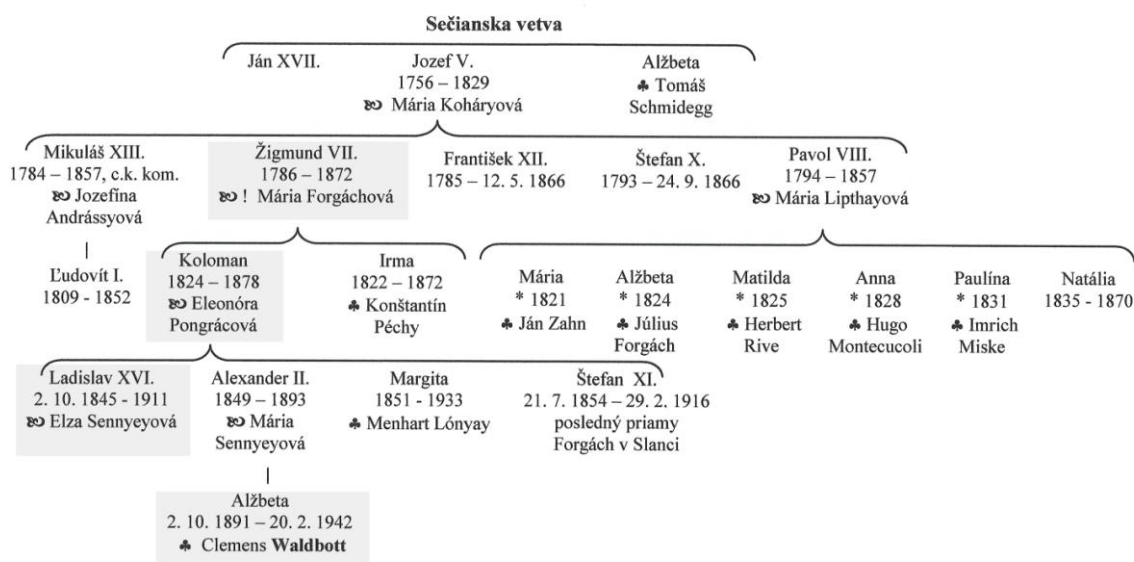 Sečianska vetva
Ján XVII.
Jozef V.
1756 – 1829
Mária Koháryová
Alžbeta
♣ Tomáš
Schmidegg
Mikuláš XIII.
1784 – 1857, c.k. kom.
Jozefína
Andrássyová
Žigmund VII.
1786 – 1872
! Mária Forgáchová
František XII.
1785 – 12. 5. 1866
Štefan X.
1793 – 24. 9. 1866
Pavol VIII.
1794 – 1857
Mária Lipthayová
Ľudovít I.
1809 - 1852
Koloman
1824 – 1878
Eleonóra
Pongrácová
Irma
1822 – 1872
♣ Konštantín
Péchy
Mária
* 1821
♣ Ján Zahn
Alžbeta
* 1824
♣ Július
Forgách
Matilda
* 1825
♣ Herbert
Rive
Anna
* 1828
♣ Hugo
Montecucoli
Paulína
* 1831
♣ Imrich
Miske
Natália
1835 - 1870
Ladislav XVI.
2. 10. 1845 - 1911
Elza Sennyeyová
Alexander II.
1849 – 1893
Mária
Sennyeyová
Margita
1851 - 1933
♣ Menhart Lónyay
Štefan XI.
21. 7. 1854 – 29. 2. 1916
posledný priamy
Forgách v Slanci
Alžbeta
2. 10. 1891 – 20. 2. 1942
♣ Clemens Waldbott